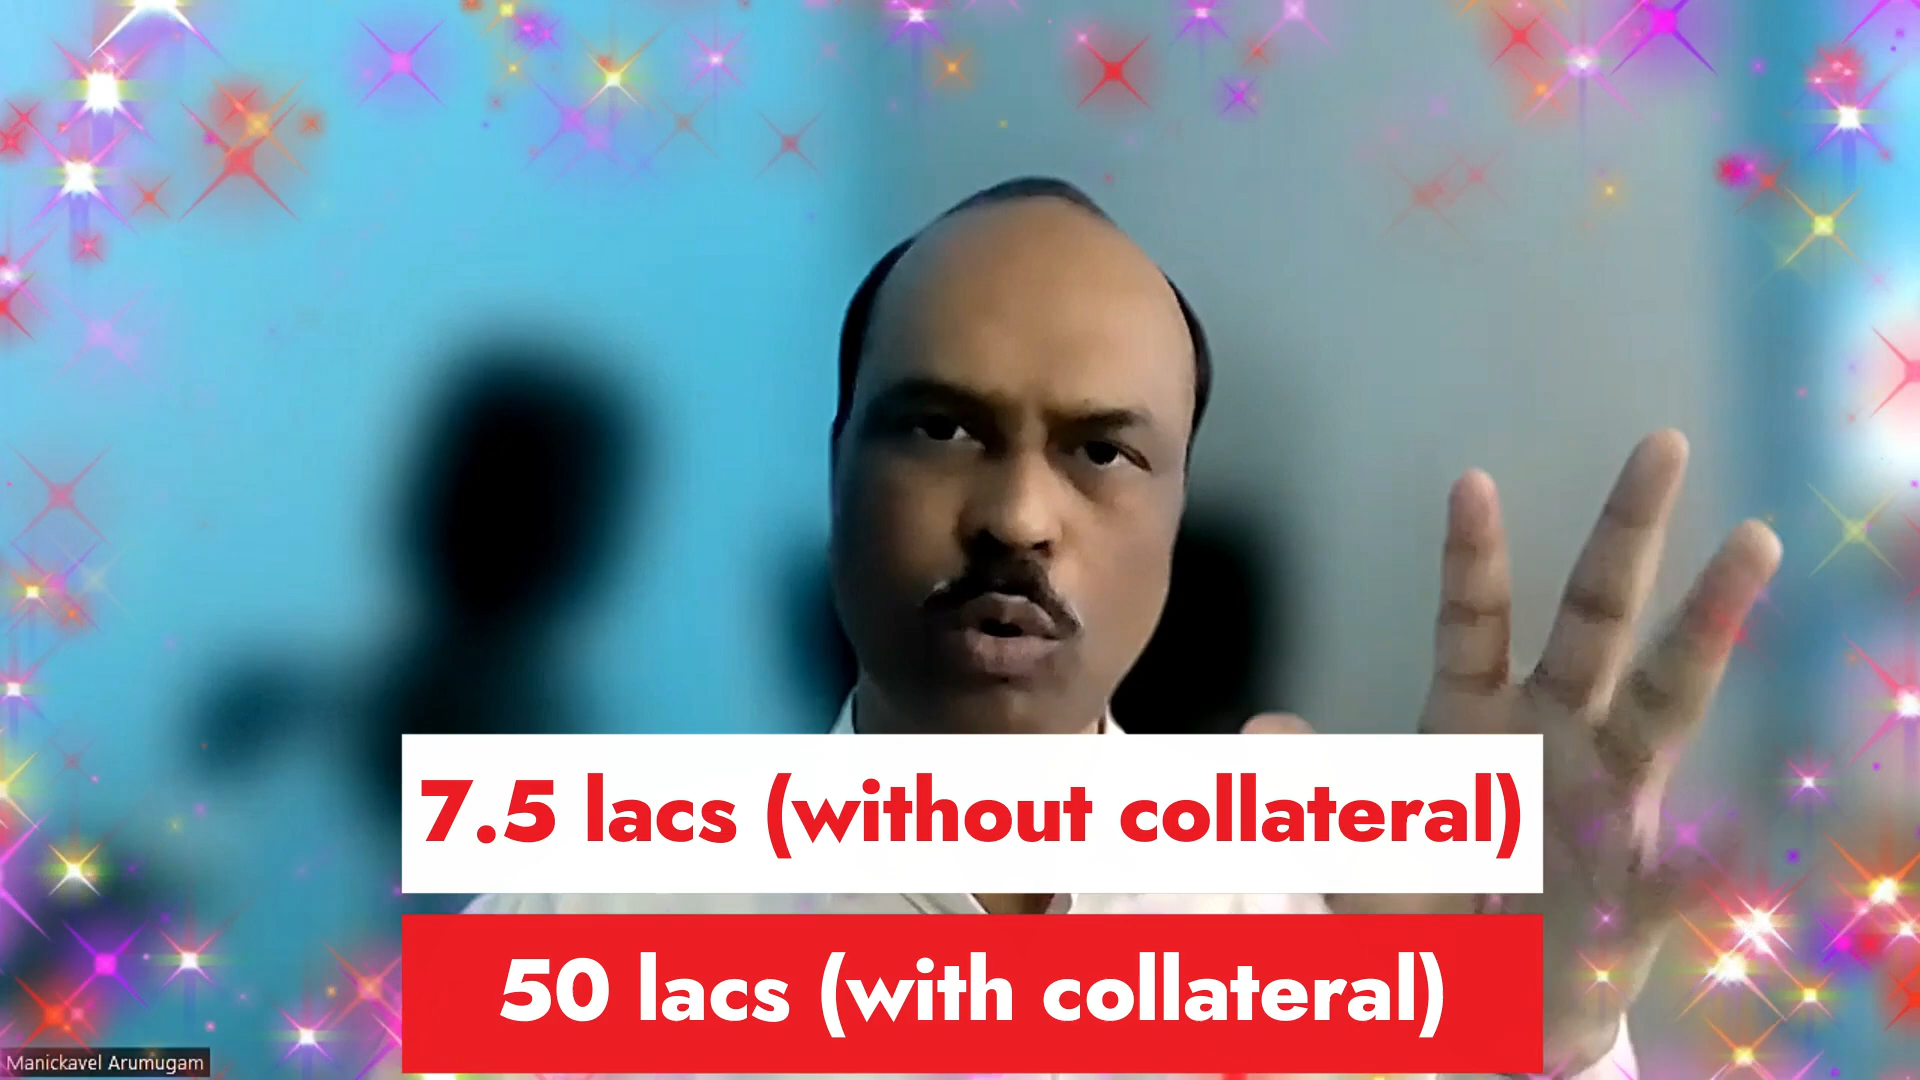 7.5 lacs (without collateral)
50 lacs (with collateral)
Manickavel Arumugam